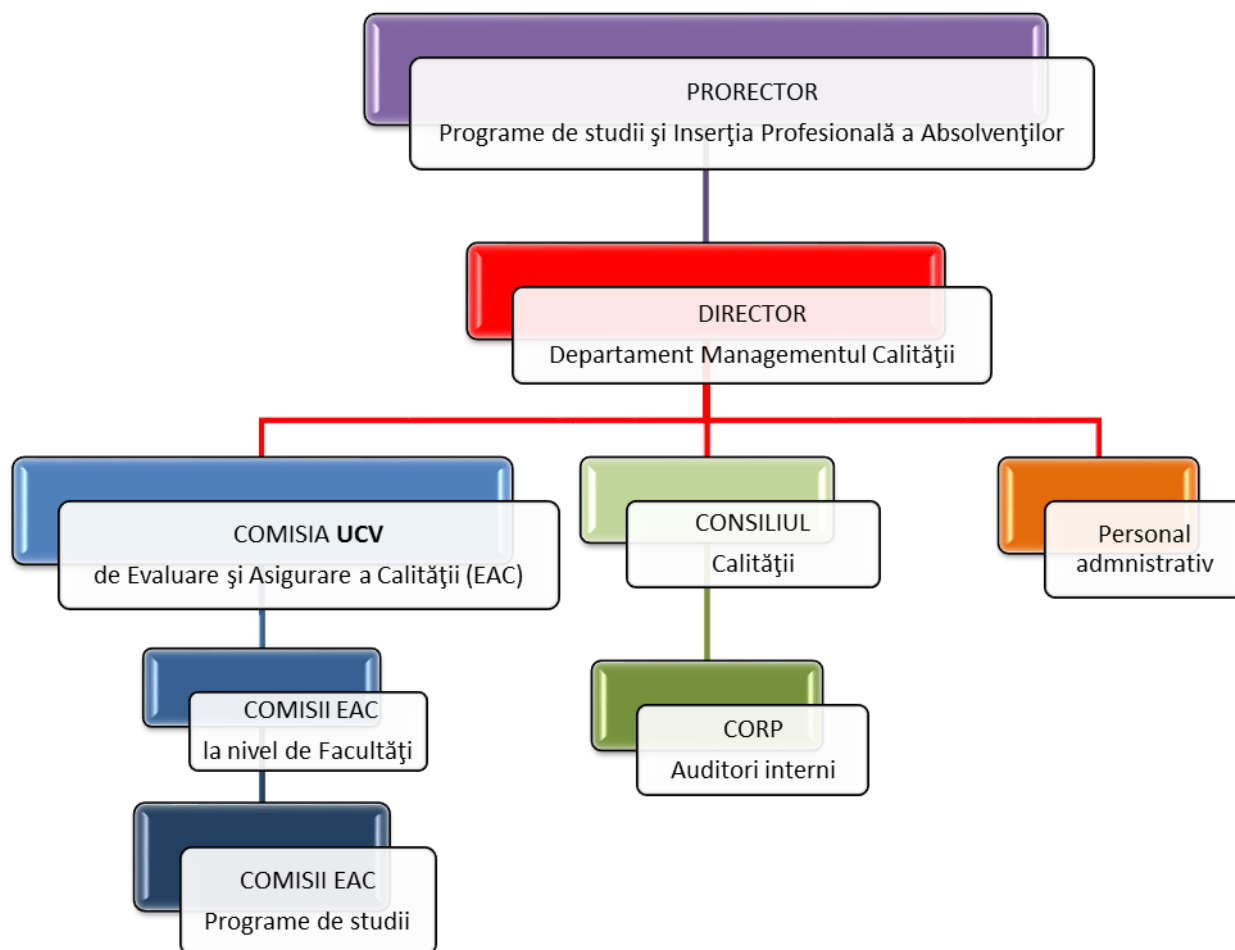 PRORECTOR
Programe de studii şi Inserţia Profesională a Absolvenţilor
DIRECTOR
Departament Managementul Calităţii
COMISIA UCV
de Evaluare şi Asigurare a Calităţii (EAC)
CONSILIUL
Calităţii
Personal
admnistrativ
COMISII EAC
la nivel de Facultăţi
CORP
Auditori interni
COMISII EAC
Programe de studii